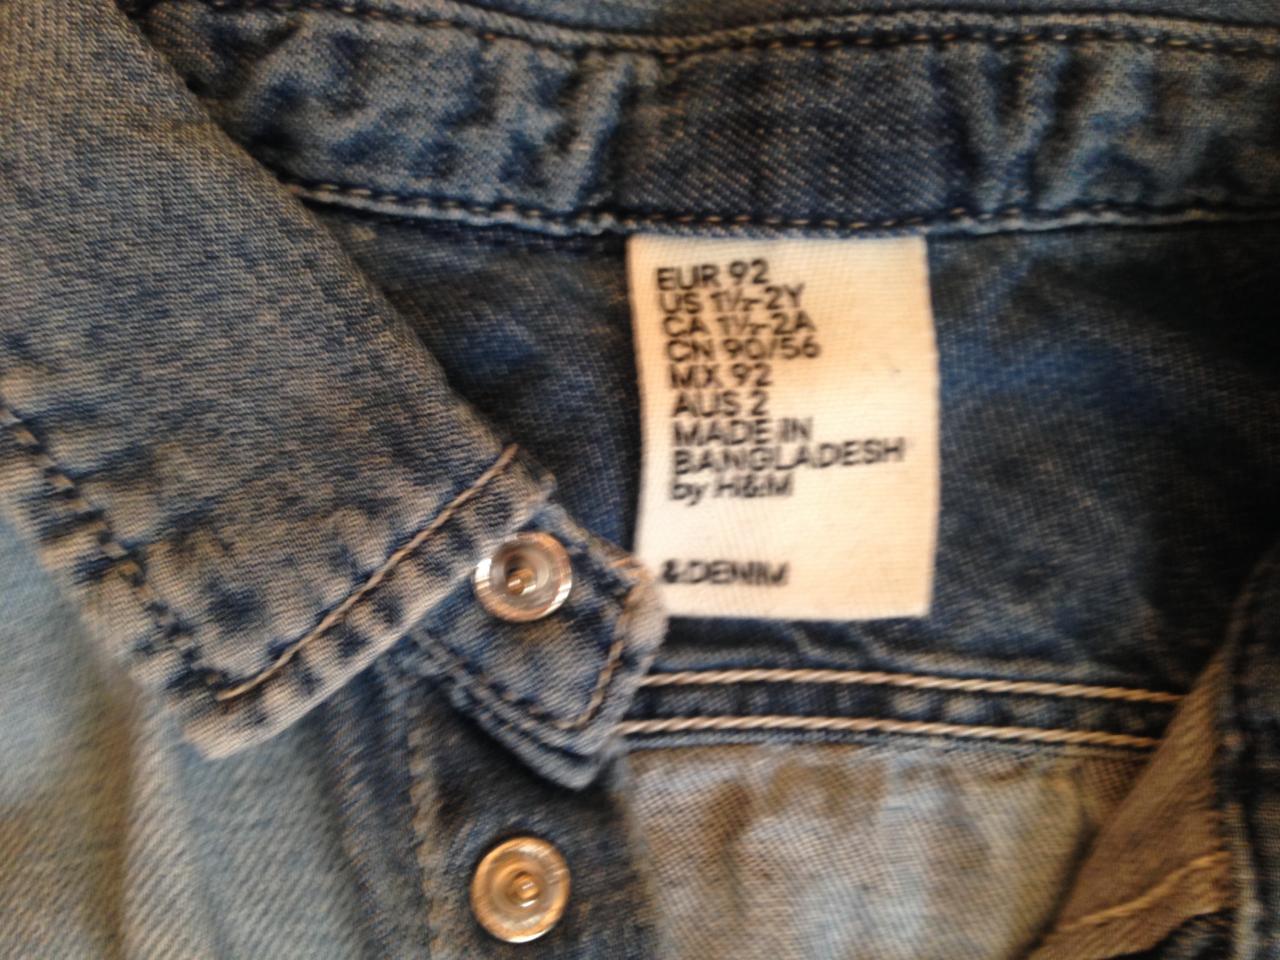 EUR 92
US 1½-2Y
CA 1½-2A
CN 90/56
MX 92
AUS 2
MADE IN
BANGLADESH
by H&M
&DENIM